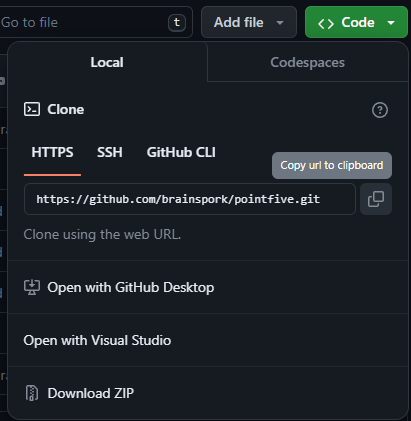 Go to file t Add file Code
Local Codespaces
Clone
HTTPS SSH GitHub CLI
Copy url to clipboard
https://github.com/brainspork/pointfive.git
Clone using the web URL.
Open with GitHub Desktop
Open with Visual Studio
Download ZIP